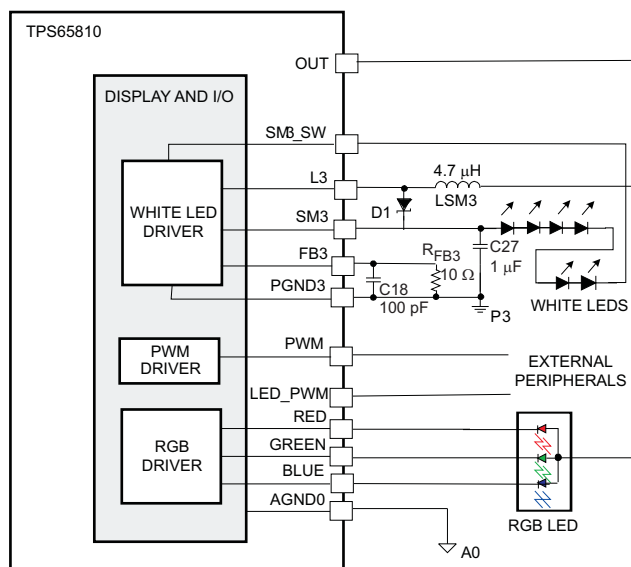 TPS65810
OUT
DISPLAY AND I/O
SM3_SW
4.7 μH
L3
LSM3
D1
WHITE LED
DRIVER
SM3
FB3
RFB3
10 Ω
C27
1 μF
C18
100 pF
PGND3
P3
WHITE LEDS
PWM
PWM
DRIVER
EXTERNAL
PERIPHERALS
LED_PWM
RED
GREEN
RGB
DRIVER
BLUE
AGND0
RGB LED
A0